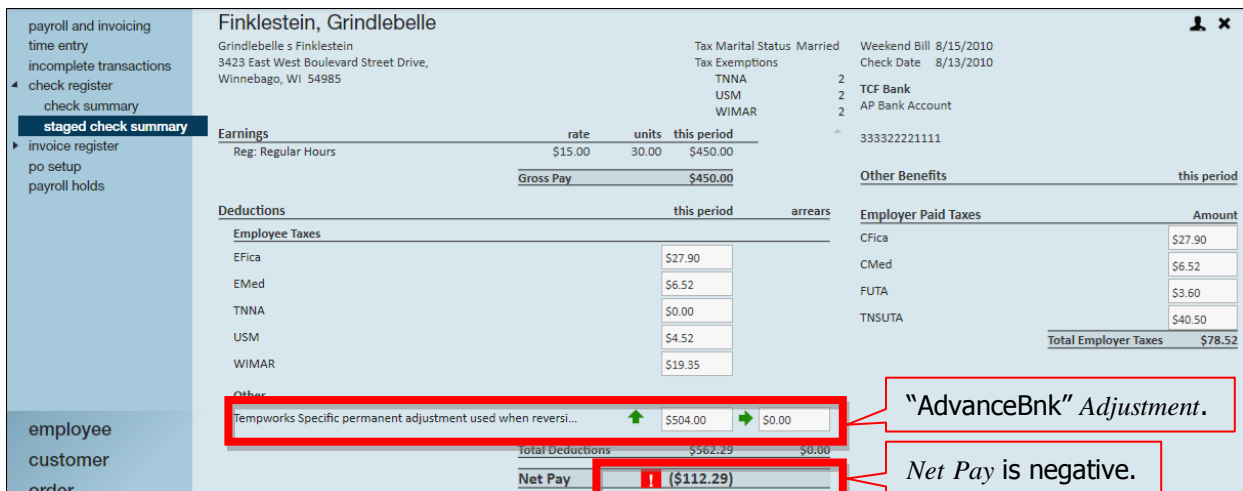 payroll and invoicing
time entry
incomplete transactions
check register
check summary
staged check summary
invoice register
po setup
payroll holds
employee
customer
order
Finklestein, Grindlebelle
Grindlebelle s Finklestein
3423 East West Boulevard Street Drive,
Winnebago, WI 54985
Tax Marital Status Married
Tax Exemptions
TNNA 2
USM 2
WIMAR 2
Weekend Bill 8/15/2010
Check Date 8/13/2010
TCF Bank
AP Bank Account
333322221111
Earnings rate units this period
Reg: Regular Hours $15.00 30.00 $450.00
Gross Pay $450.00
Other Benefits this period
Deductions this period arrears
Employee Taxes
EFica $27.90
EMed $6.52
TNNA $0.00
USM $4.52
WIMAR $19.35
Employer Paid Taxes Amount
CFica $27.90
CMed $6.52
FUTA $3.60
TNSUTA $40.50
Total Employer Taxes $78.52
Other
Tempworks Specific permanent adjustment used when reversi... $504.00 $0.00
Total Deductions $562.29 $0.00
Net Pay ! ($112.29)
“AdvanceBnk” Adjustment.
Net Pay is negative.